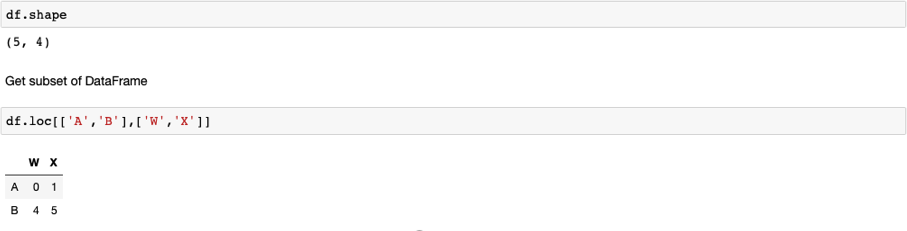 df.shape
(5, 4)
Get subset of DataFrame
df.loc[['A','B'],['W','X']]
W X
A 0 1
B 4 5